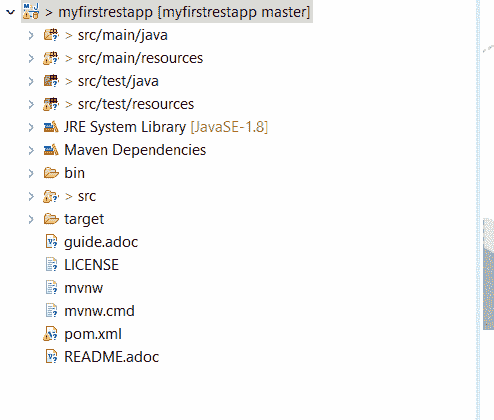 > myfirstrestapp [myfirstrestapp master]
> src/main/java
> src/main/resources
> src/test/java
> src/test/resources
JRE System Library [JavaSE-1.8]
Maven Dependencies
bin
> src
target
guide.adoc
LICENSE
mvnw
mvnw.cmd
pom.xml
README.adoc